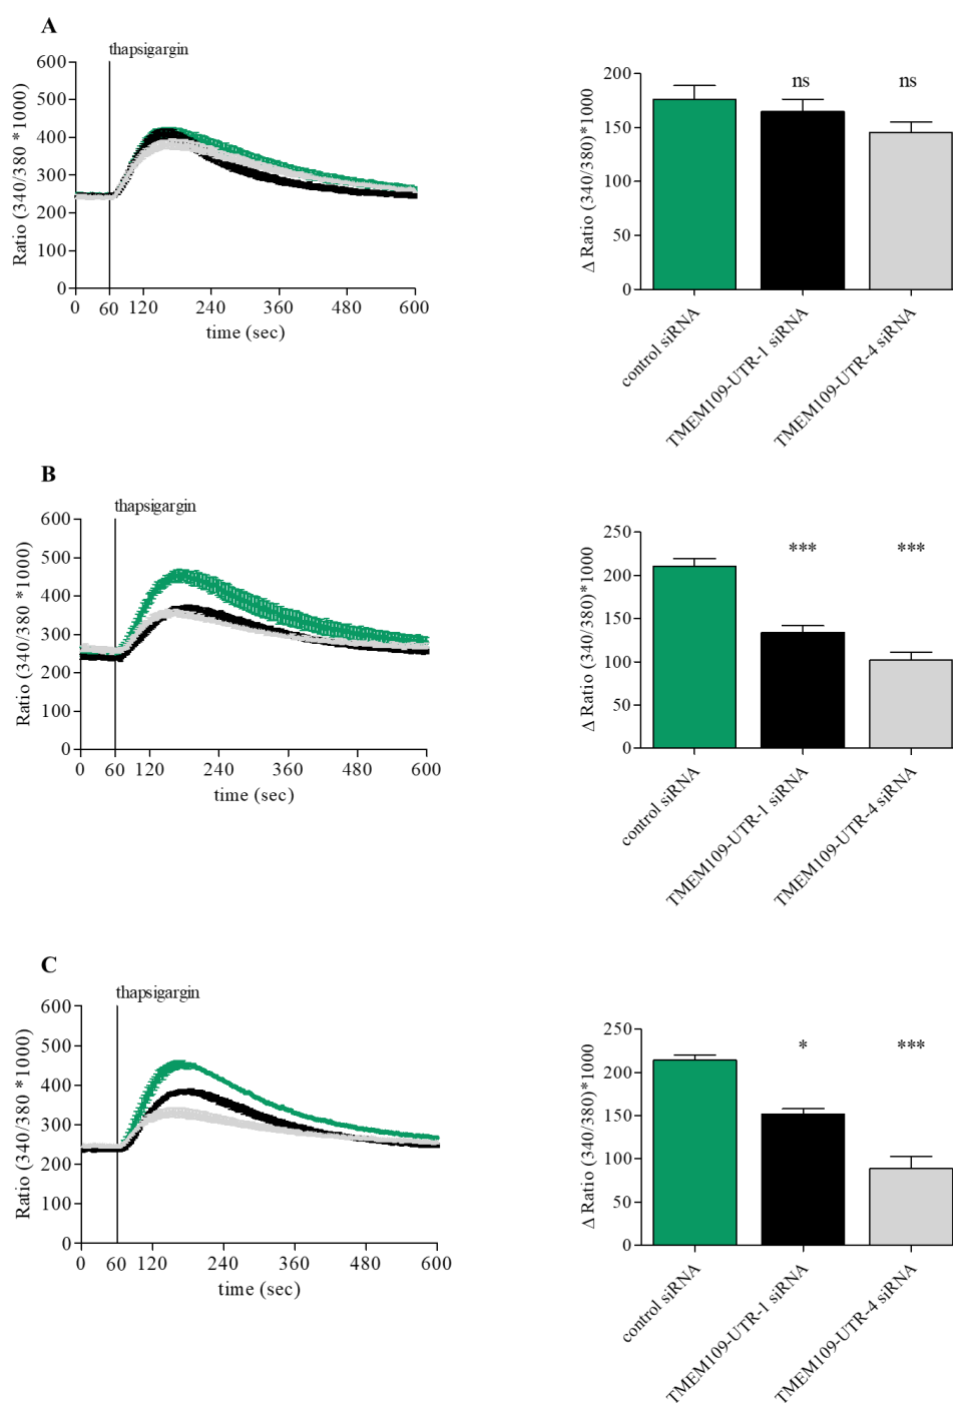 A
thapsigargin
600
500
400
300
200
100
0
Ratio (340/380 *1000)
0 60 120 240 360 480 600
time (sec)
200
150
100
50
0
Δ Ratio (340/380)*1000
ns ns
control siRNA
TMEM109-UTR-1 siRNA
TMEM109-UTR-4 siRNA
B
thapsigargin
600
500
400
300
200
100
0
Ratio (340/380 *1000)
0 60 120 240 360 480 600
time (sec)
250
200
150
100
50
0
Δ Ratio (340/380)*1000
*** ***
control siRNA
TMEM109-UTR-1 siRNA
TMEM109-UTR-4 siRNA
C
thapsigargin
600
500
400
300
200
100
0
Ratio (340/380 *1000)
0 60 120 240 360 480 600
time (sec)
250
200
150
100
50
0
Δ Ratio (340/380)*1000
* ***
control siRNA
TMEM109-UTR-1 siRNA
TMEM109-UTR-4 siRNA